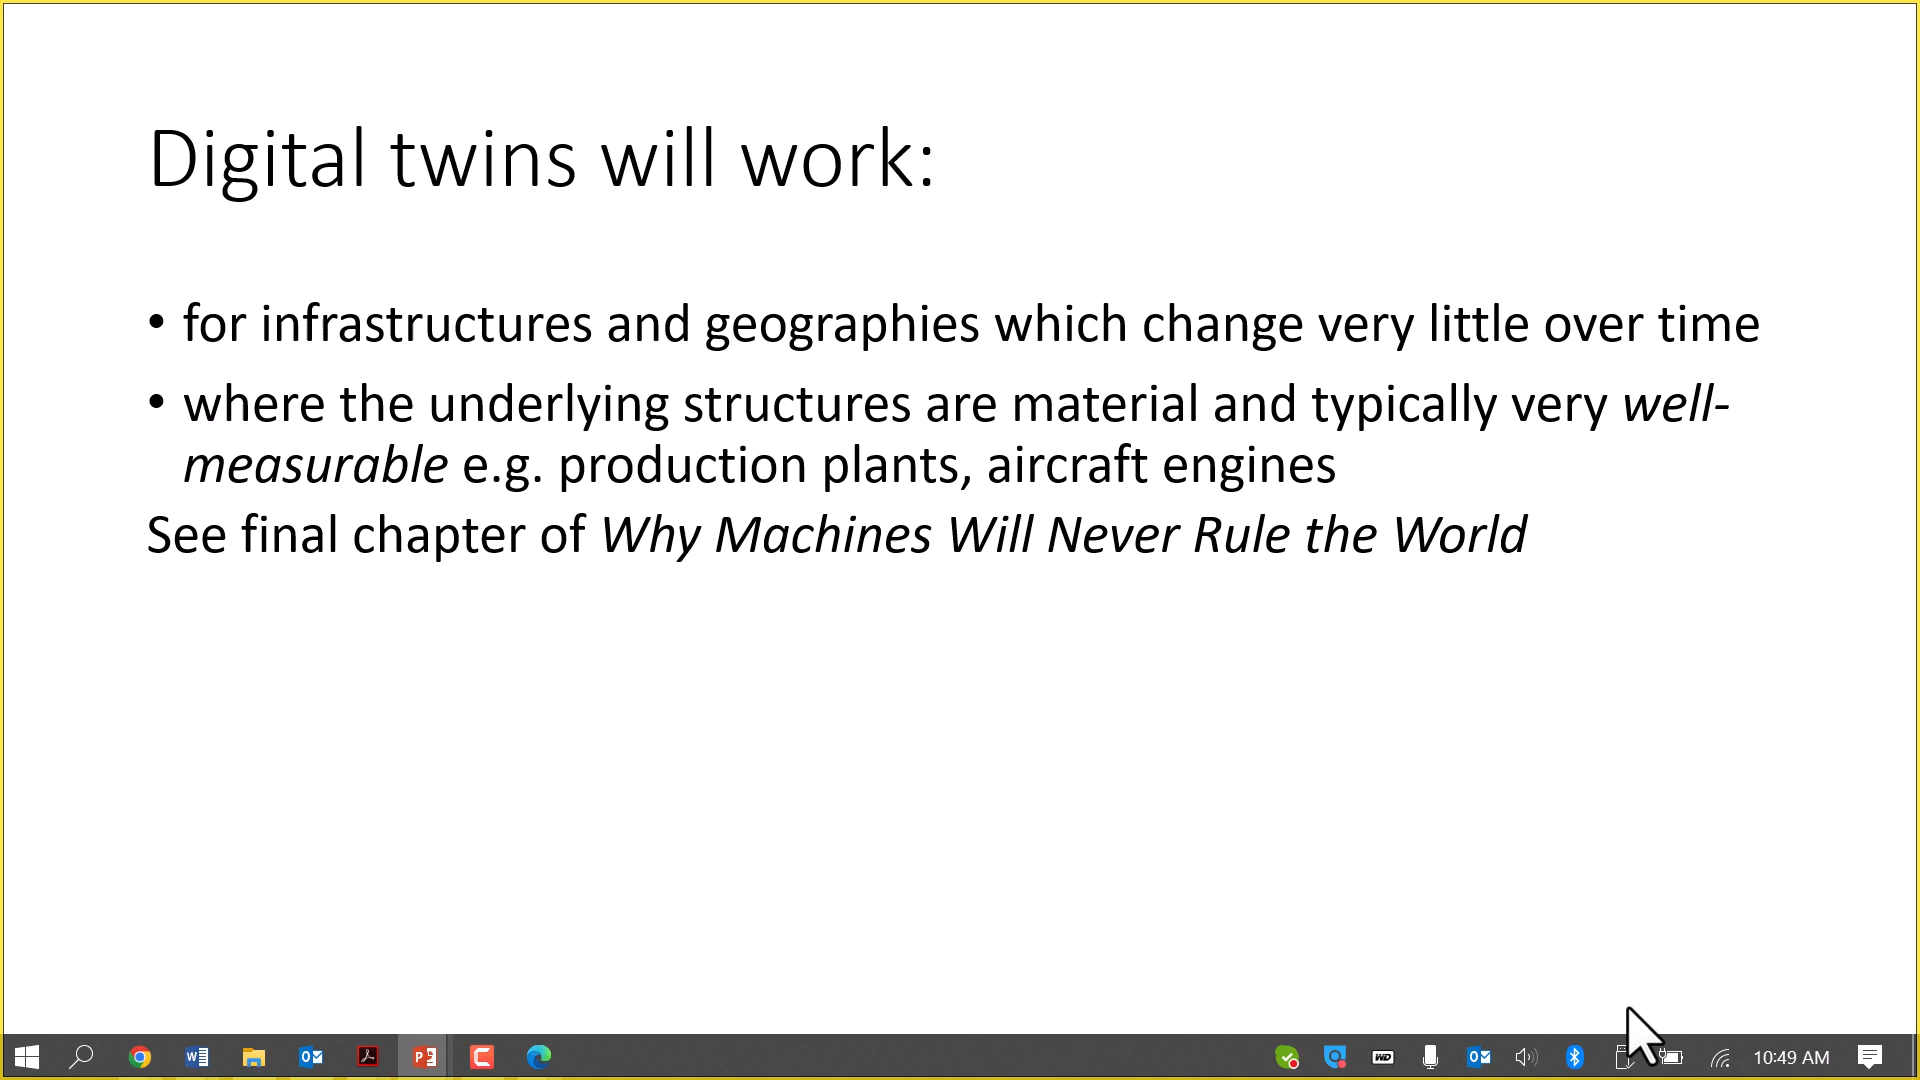 Digital twins will work:
• for infrastructures and geographies which change very little over time
• where the underlying structures are material and typically very well-
measurable e.g. production plants, aircraft engines
See final chapter of Why Machines Will Never Rule the World
10:49 AM